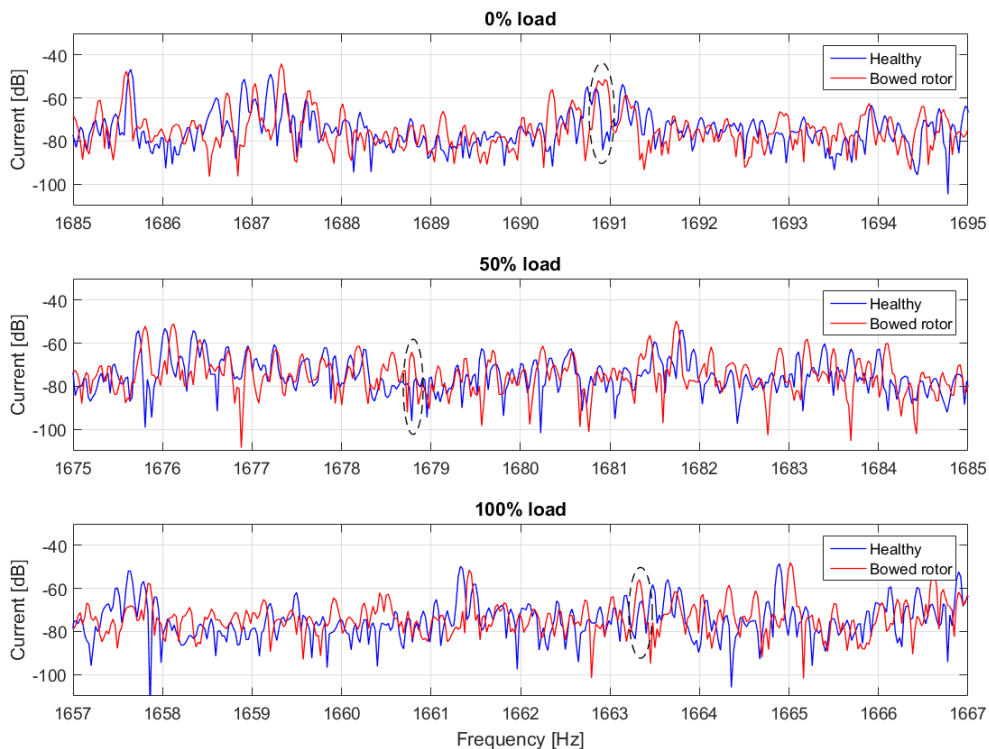 0% load
Current [dB]
-40
-60
-80
-100
Healthy
Bowed rotor
1685 1686 1687 1688 1689 1690 1691 1692 1693 1694 1695
50% load
Current [dB]
-40
-60
-80
-100
Healthy
Bowed rotor
1675 1676 1677 1678 1679 1680 1681 1682 1683 1684 1685
100% load
Current [dB]
-40
-60
-80
-100
Healthy
Bowed rotor
1657 1658 1659 1660 1661 1662 1663 1664 1665 1666 1667
Frequency [Hz]